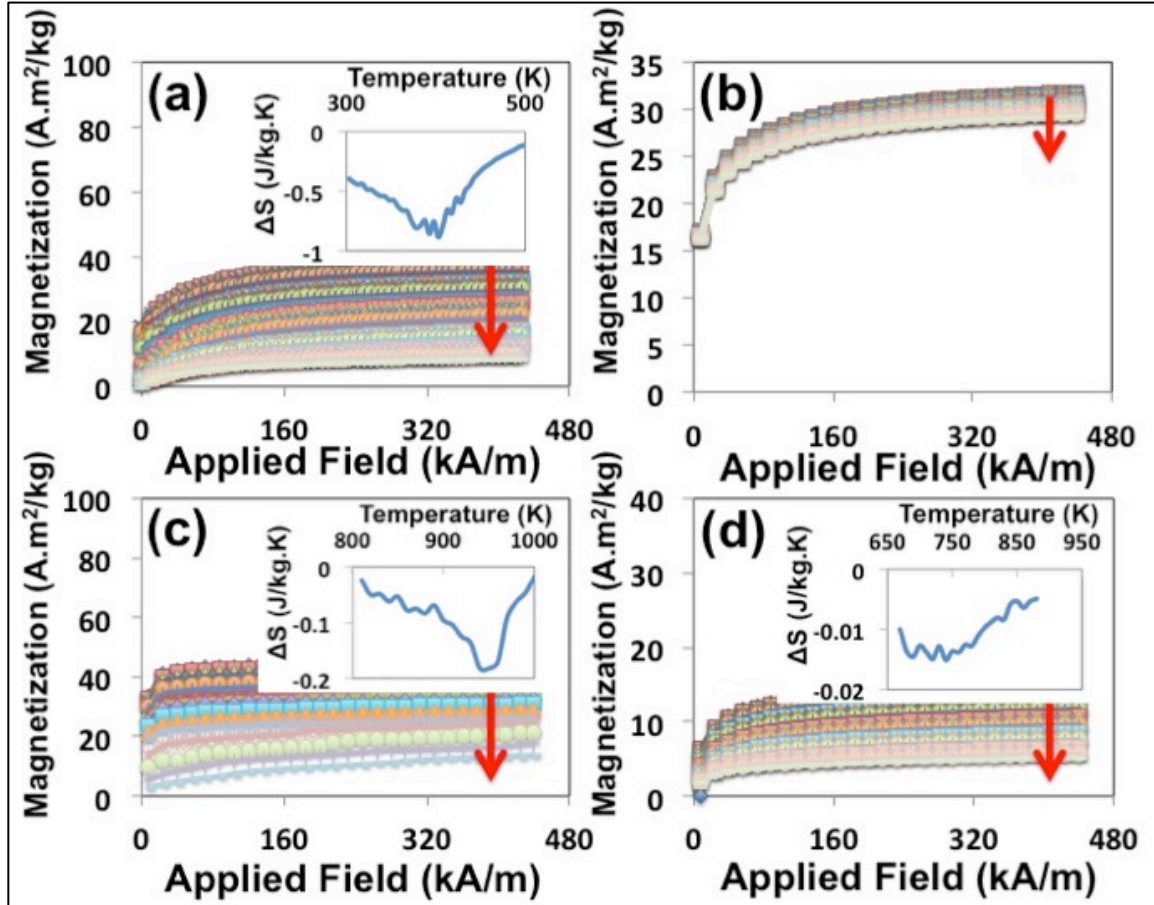 (a)
Temperature (K)
300 500
ΔS (J/kg.K)
0
-0.5
-1
Magnetization (A.m²/kg)
100
80
60
40
20
0
0 160 320 480
Applied Field (kA/m)
(b)
Magnetization (A.m²/kg)
35
30
25
20
15
10
5
0
0 160 320 480
Applied Field (kA/m)
(c)
Temperature (K)
800 900 1000
ΔS (J/kg.K)
0
-0.1
-0.2
Magnetization (A.m²/kg)
100
80
60
40
20
0
0 160 320 480
Applied Field (kA/m)
(d)
Temperature (K)
650 750 850 950
ΔS (J/kg.K)
0
-0.01
-0.02
Magnetization (A.m²/kg)
40
30
20
10
0
0 160 320 480
Applied Field (kA/m)